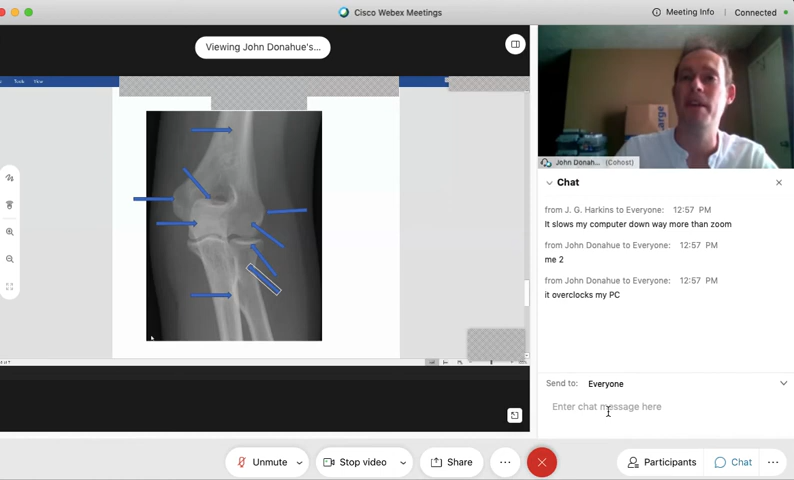 Cisco Webex Meetings
Meeting Info
Connected
Viewing John Donahue's...
Tools
View
arge
John Donah... (Cohost)
Chat
from J. G. Harkins to Everyone: 12:57 PM
It slows my computer down way more than zoom
from John Donahue to Everyone: 12:57 PM
me 2
from John Donahue to Everyone: 12:57 PM
it overclocks my PC
Send to: Everyone
Enter chat message here
Unmute
Stop video
Share
Participants
Chat